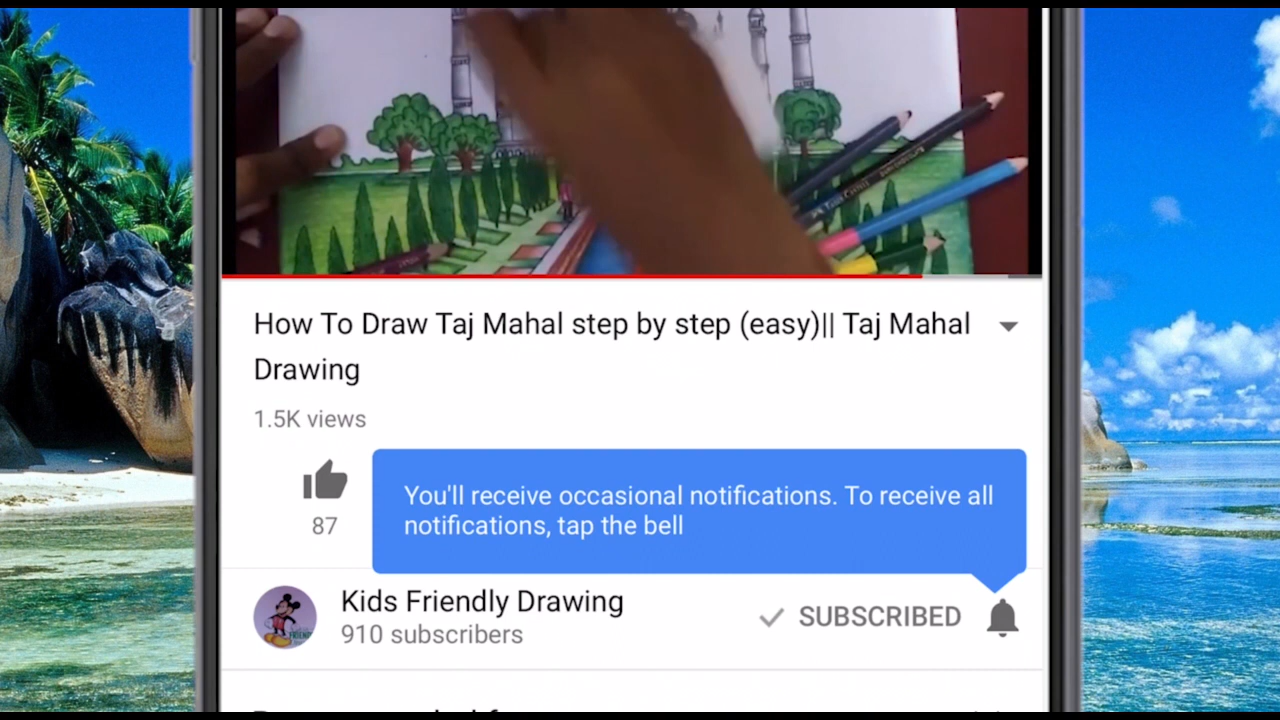 How To Draw Taj Mahal step by step (easy)|| Taj Mahal
Drawing
1.5K views
You'll receive occasional notifications. To receive all
notifications, tap the bell
87
Kids Friendly Drawing
910 subscribers
SUBSCRIBED